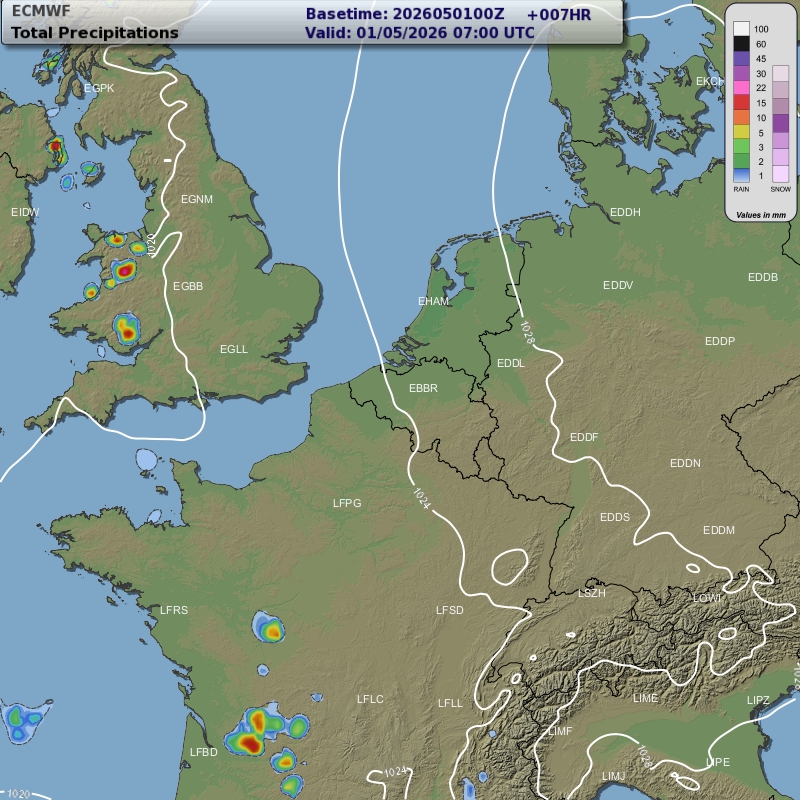 ECMWF
Basetime: 2026050100Z +007HR
Total Precipitations
Valid: 01/05/2026 07:00 UTC
100
60
45
30
22
15
10
5
3
2
1
RAIN
SNOW
Values in mm
EGPK
EKCH
EGNM
EIDW
EDDH
1020
EGBB
EDDV
EDDB
EHAM
1028
EDDP
EGLL
EDDL
EBBR
EDDF
EDDN
1024
LFPG
EDDS
EDDM
LSZH
LOWI
LFRS
LFSD
LFLC
LFLL
LIME
LIPZ
LIMF
LFBD
1028
LIPE
1024
LIMJ
1020